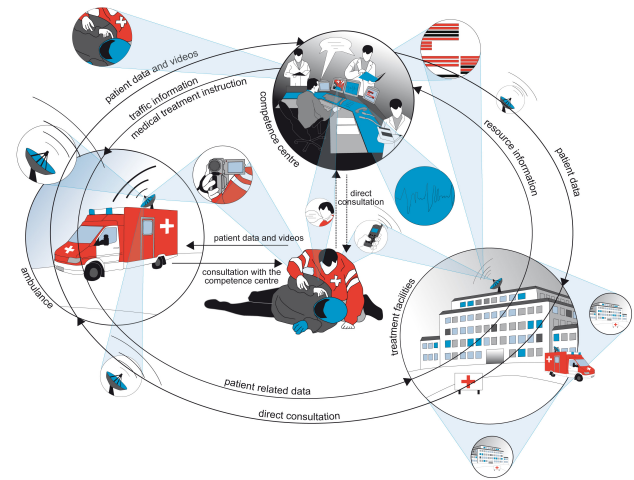 patient data and videos
traffic information
medical treatment instruction
competence centre
resource information
patient data
direct
consultation
patient data and videos
consultation with the
competence centre
ambulance
treatment facilities
patient related data
direct consultation